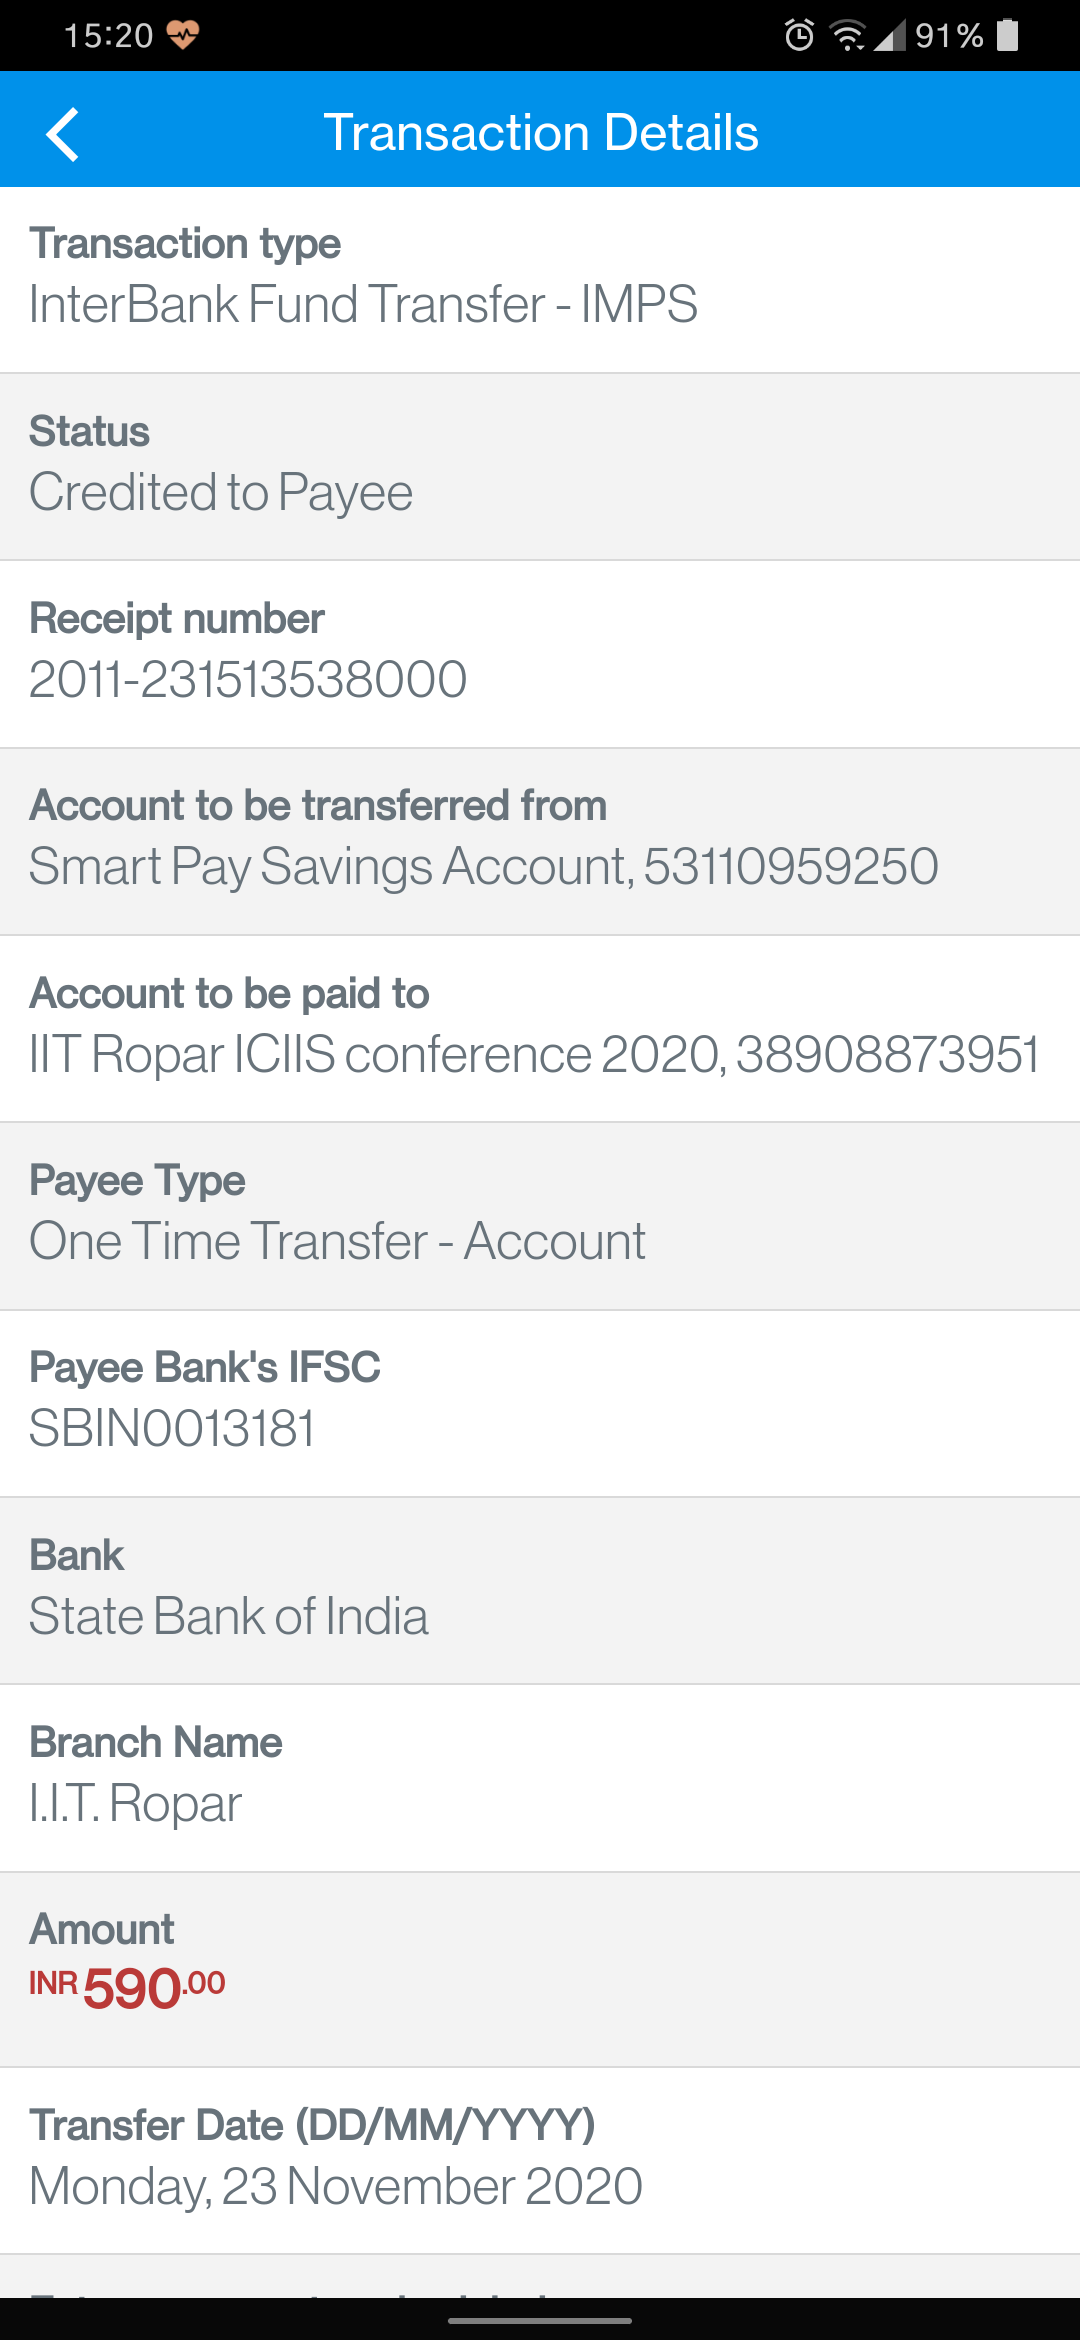 15:20
91%
Transaction Details
Transaction type
InterBank Fund Transfer - IMPS
Status
Credited to Payee
Receipt number
2011-231513538000
Account to be transferred from
Smart Pay Savings Account, 53110959250
Account to be paid to
IIT Ropar ICIIS conference 2020, 38908873951
Payee Type
One Time Transfer - Account
Payee Bank's IFSC
SBIN0013181
Bank
State Bank of India
Branch Name
I.I.T. Ropar
Amount
INR 590.00
Transfer Date (DD/MM/YYYY)
Monday, 23 November 2020